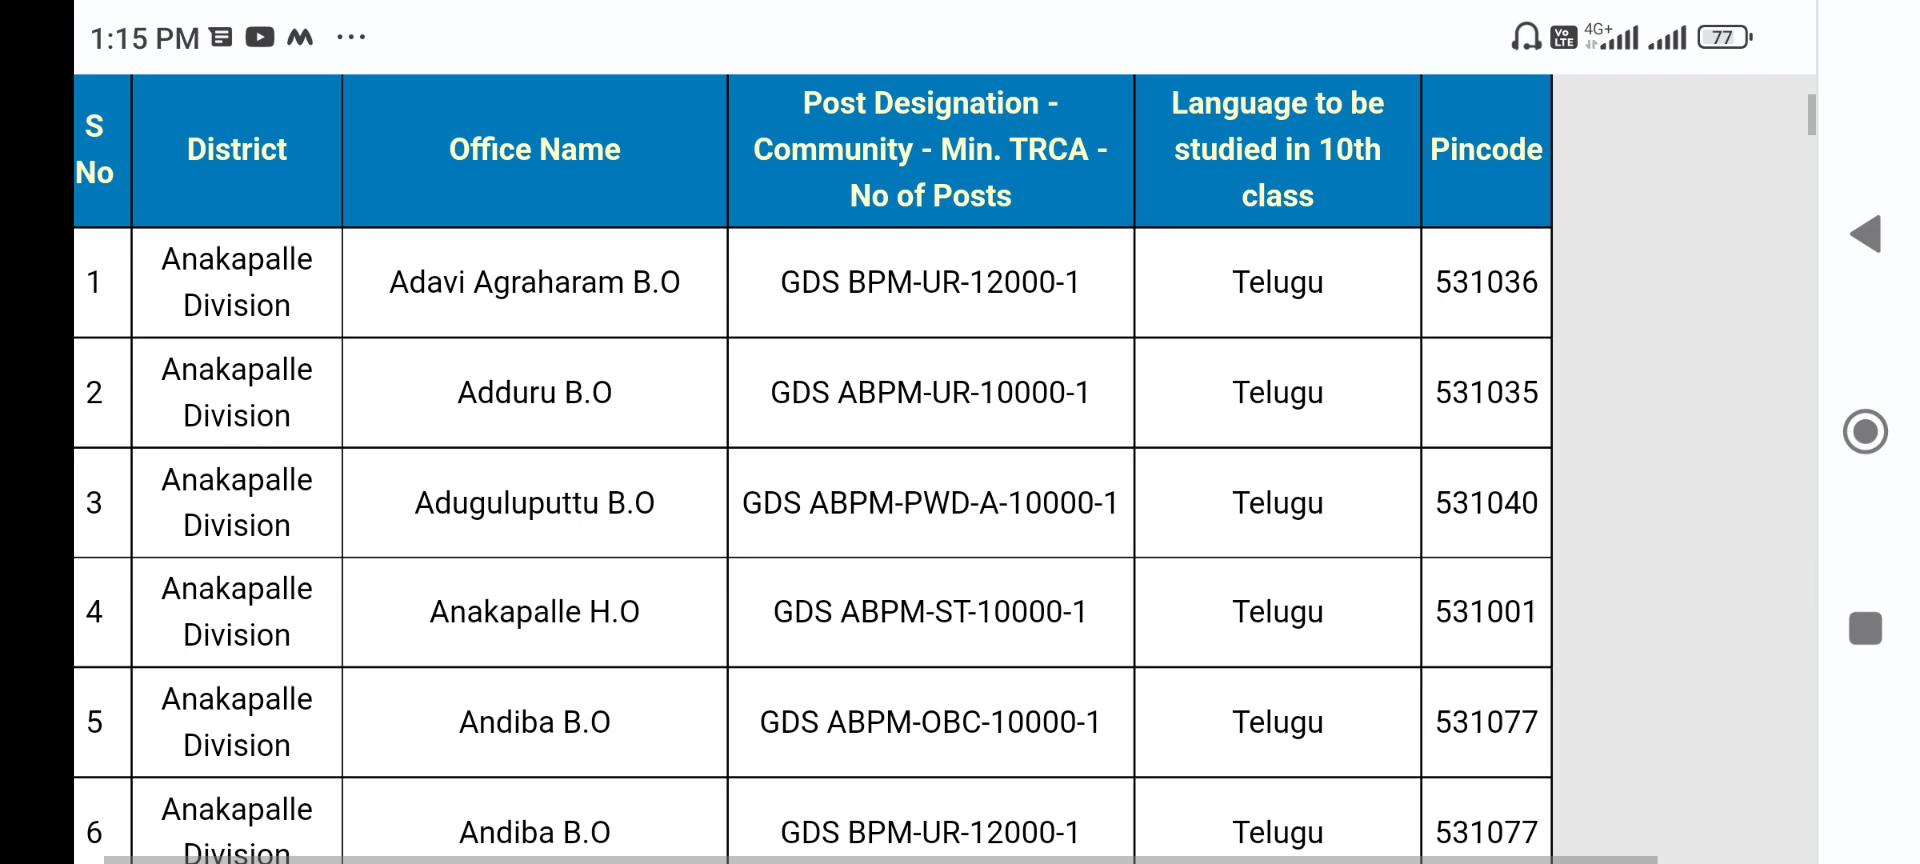 1:15 PM
4G+
Vo LTE
77
S No
District
Office Name
Post Designation - Community - Min. TRCA - No of Posts
Language to be studied in 10th class
Pincode
1
Anakapalle Division
Adavi Agraharam B.O
GDS BPM-UR-12000-1
Telugu
531036
2
Anakapalle Division
Adduru B.O
GDS ABPM-UR-10000-1
Telugu
531035
3
Anakapalle Division
Aduguluputtu B.O
GDS ABPM-PWD-A-10000-1
Telugu
531040
4
Anakapalle Division
Anakapalle H.O
GDS ABPM-ST-10000-1
Telugu
531001
5
Anakapalle Division
Andiba B.O
GDS ABPM-OBC-10000-1
Telugu
531077
6
Anakapalle Division
Andiba B.O
GDS BPM-UR-12000-1
Telugu
531077